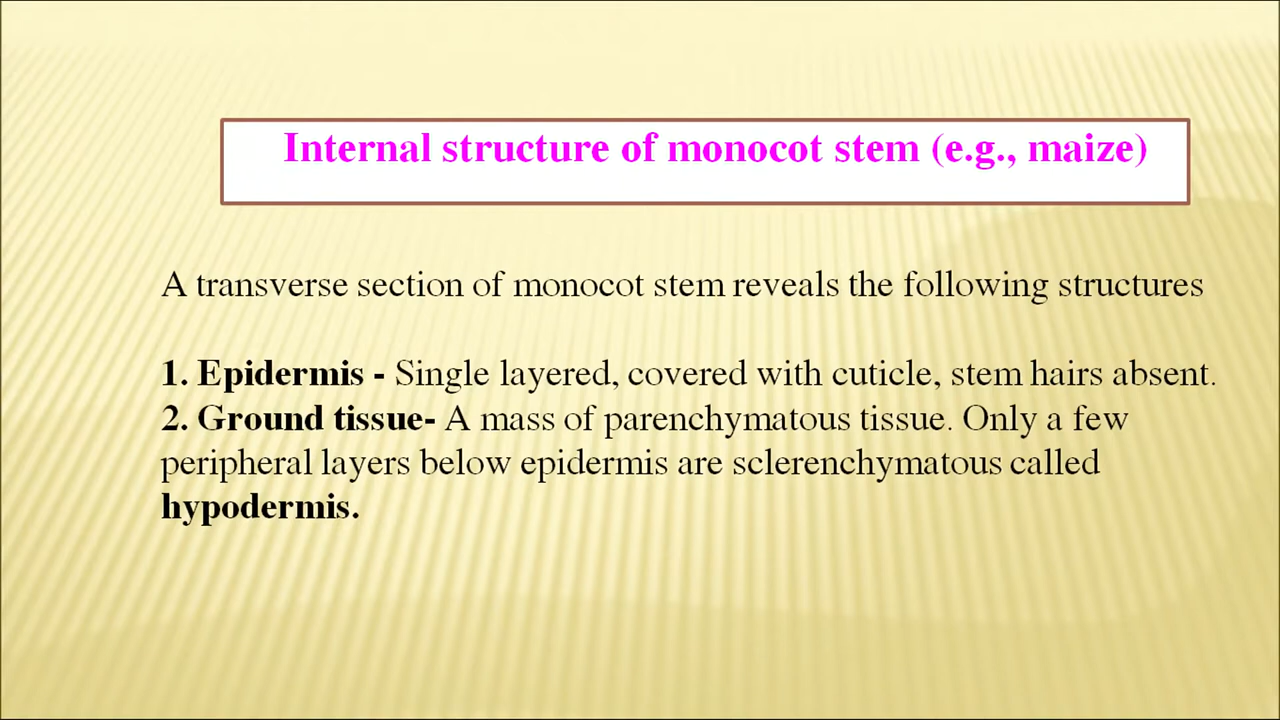 Internal structure of monocot stem (e.g., maize)
A transverse section of monocot stem reveals the following structures
1. Epidermis - Single layered, covered with cuticle, stem hairs absent.
2. Ground tissue- A mass of parenchymatous tissue. Only a few
peripheral layers below epidermis are sclerenchymatous called
hypodermis.